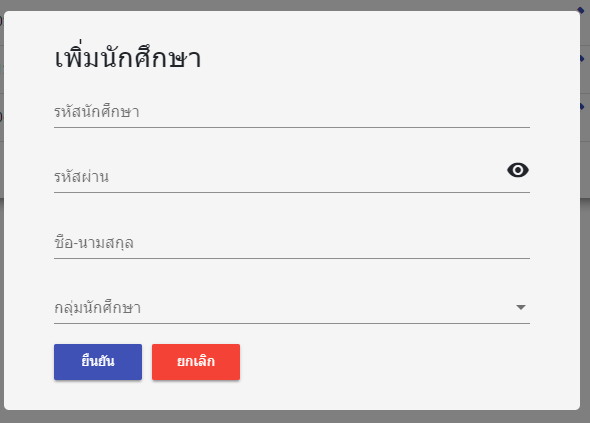 เพิ่มนักศึกษา
รหัสนักศึกษา
รหัสผ่าน
ชื่อ-นามสกุล
กลุ่มนักศึกษา
ยืนยัน ยกเลิก